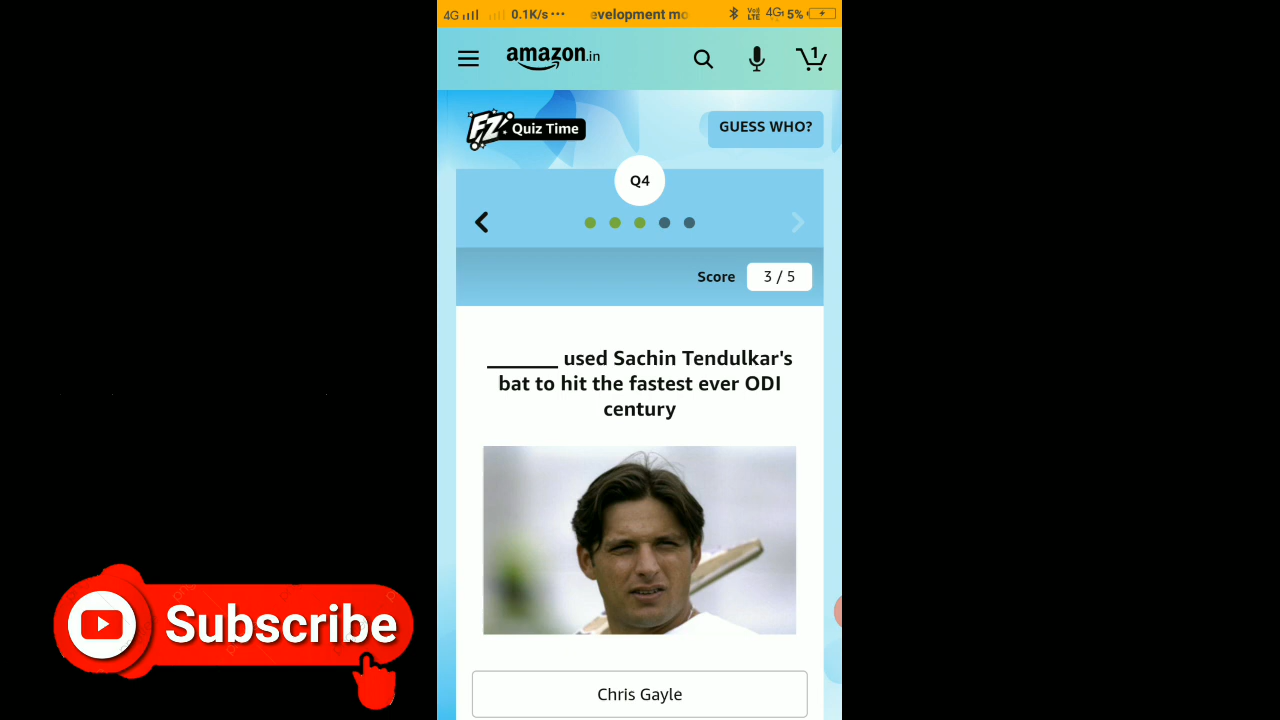 4G 0.1K/s ... evelopment mo VoLTE 4G 5%
amazon.in 1
FZ Quiz Time GUESS WHO?
Q4
Score 3 / 5
_______ used Sachin Tendulkar's
bat to hit the fastest ever ODI
century
Subscribe
Chris Gayle